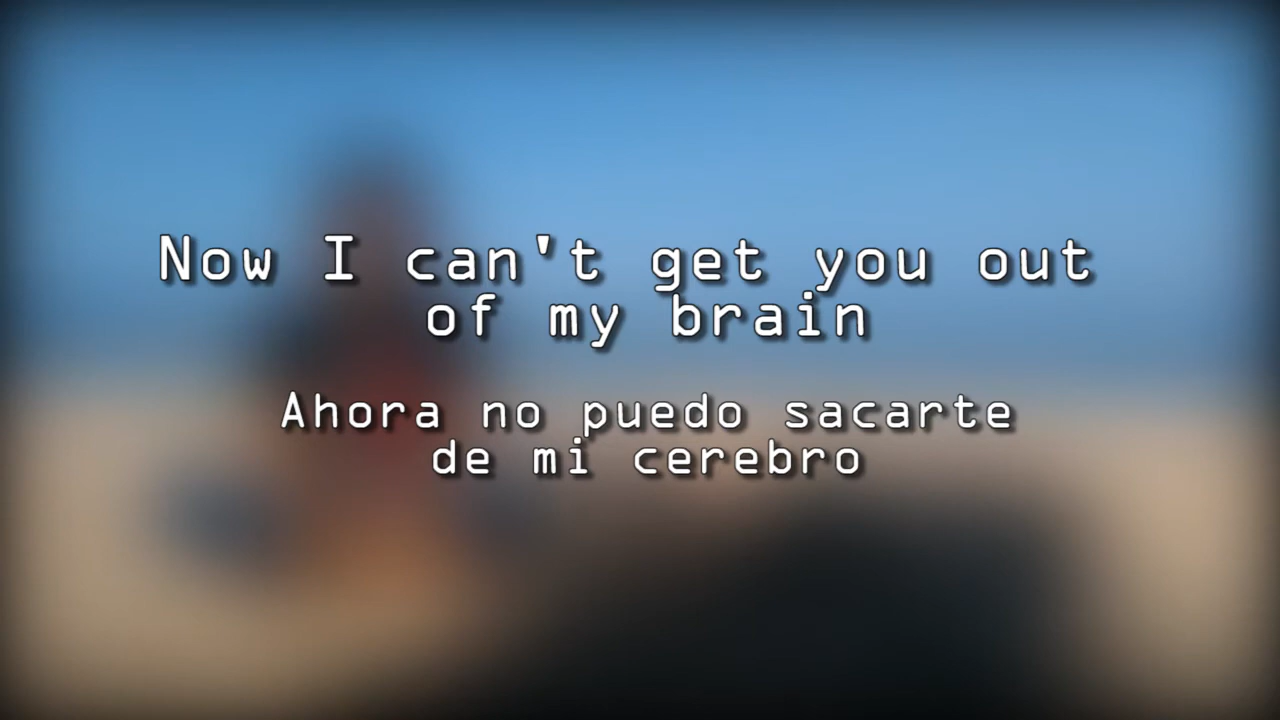 Now I can't get you out
of my brain
Ahora no puedo sacarte
de mi cerebro